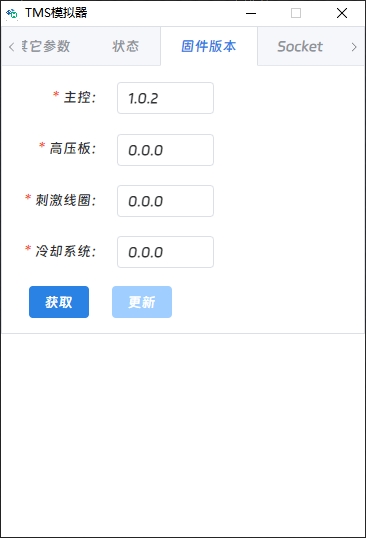 TMS模拟器
其它参数 状态 固件版本 Socket
* 主控： 1.0.2
* 高压板： 0.0.0
* 刺激线圈： 0.0.0
* 冷却系统： 0.0.0
获取 更新